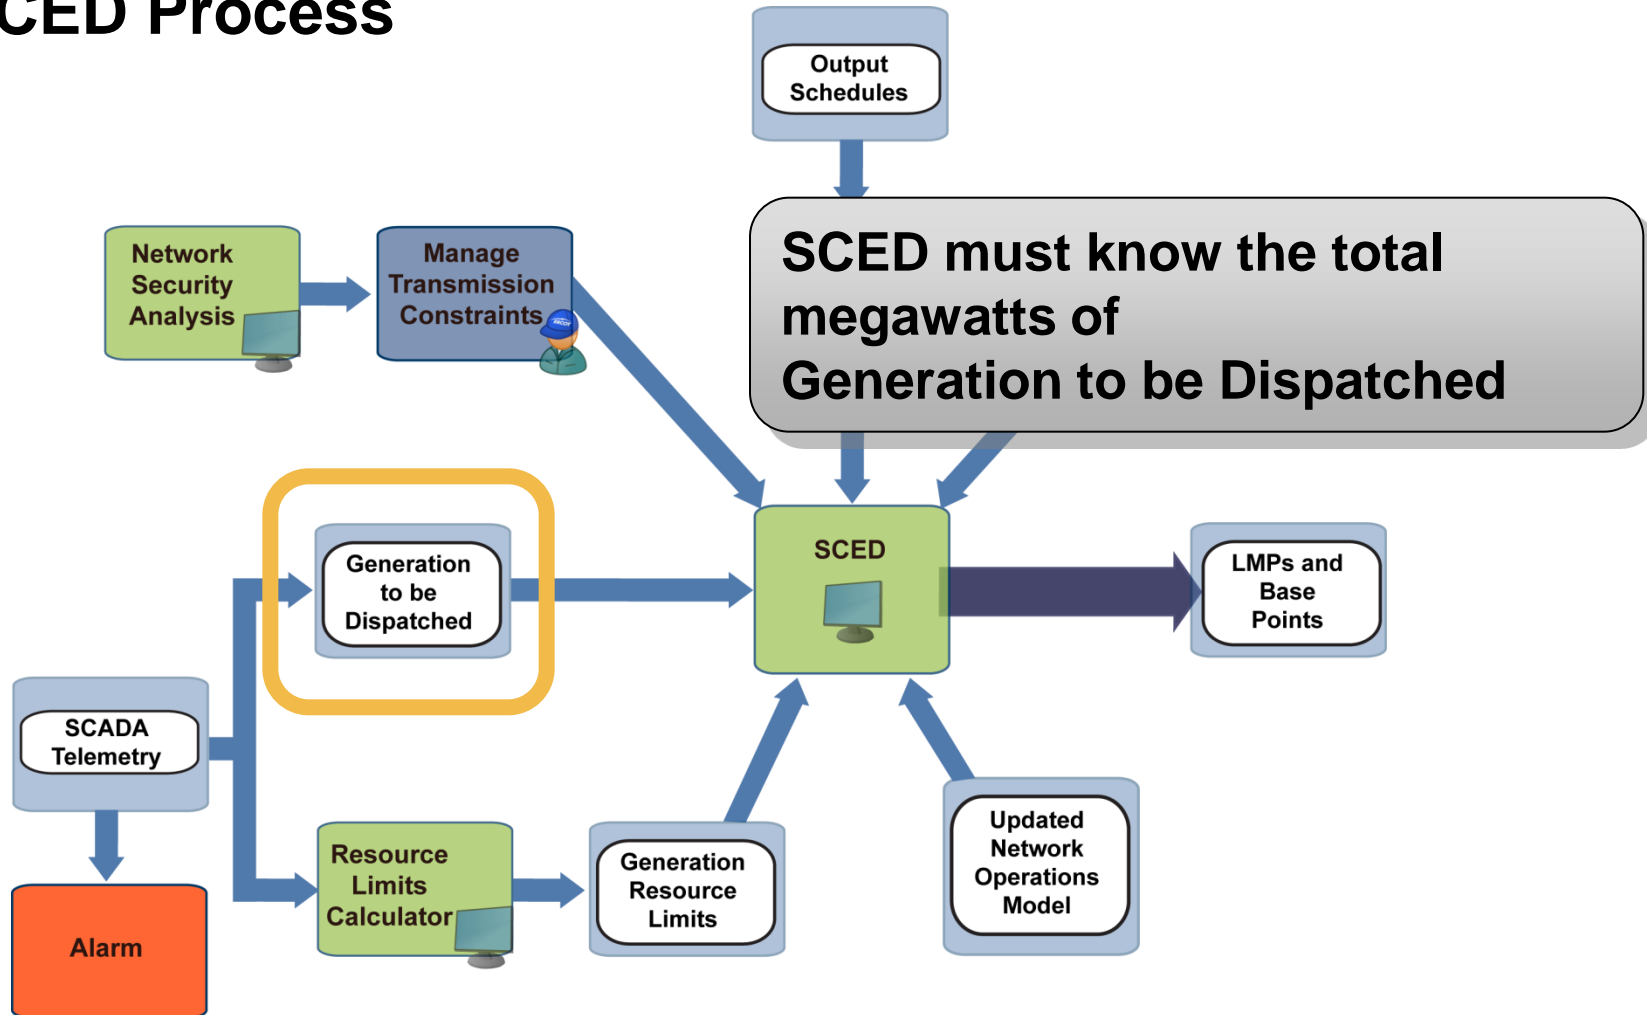 CED Process
Output
Schedules
SCED must know the total
megawatts of
Generation to be Dispatched
Network
Security
Analysis
Manage
Transmission
Constraints
ERCOT
Generation
to be
Dispatched
SCED
LMPs and
Base
Points
SCADA
Telemetry
Resource
Limits
Calculator
Generation
Resource
Limits
Updated
Network
Operations
Model
Alarm